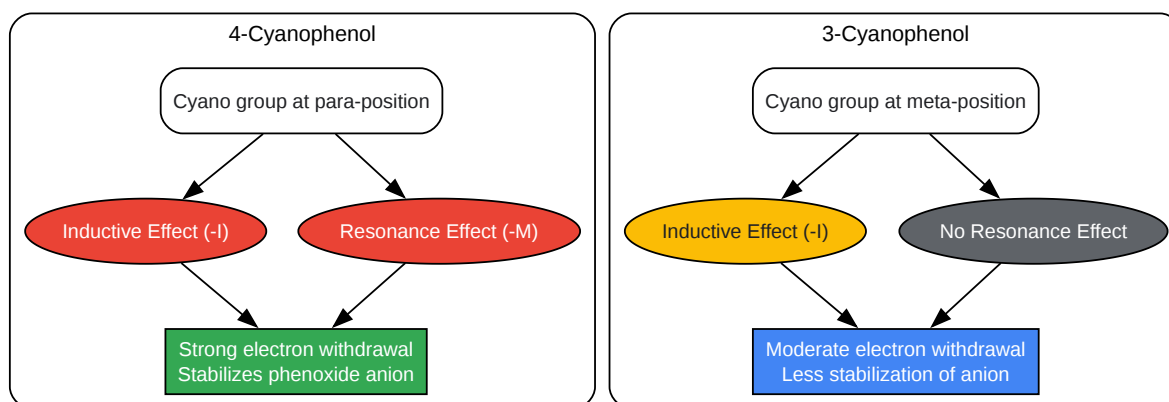 4-Cyanophenol
Cyano group at para-position
Inductive Effect (-I)
Resonance Effect (-M)
Strong electron withdrawal
Stabilizes phenoxide anion
3-Cyanophenol
Cyano group at meta-position
Inductive Effect (-I)
No Resonance Effect
Moderate electron withdrawal
Less stabilization of anion